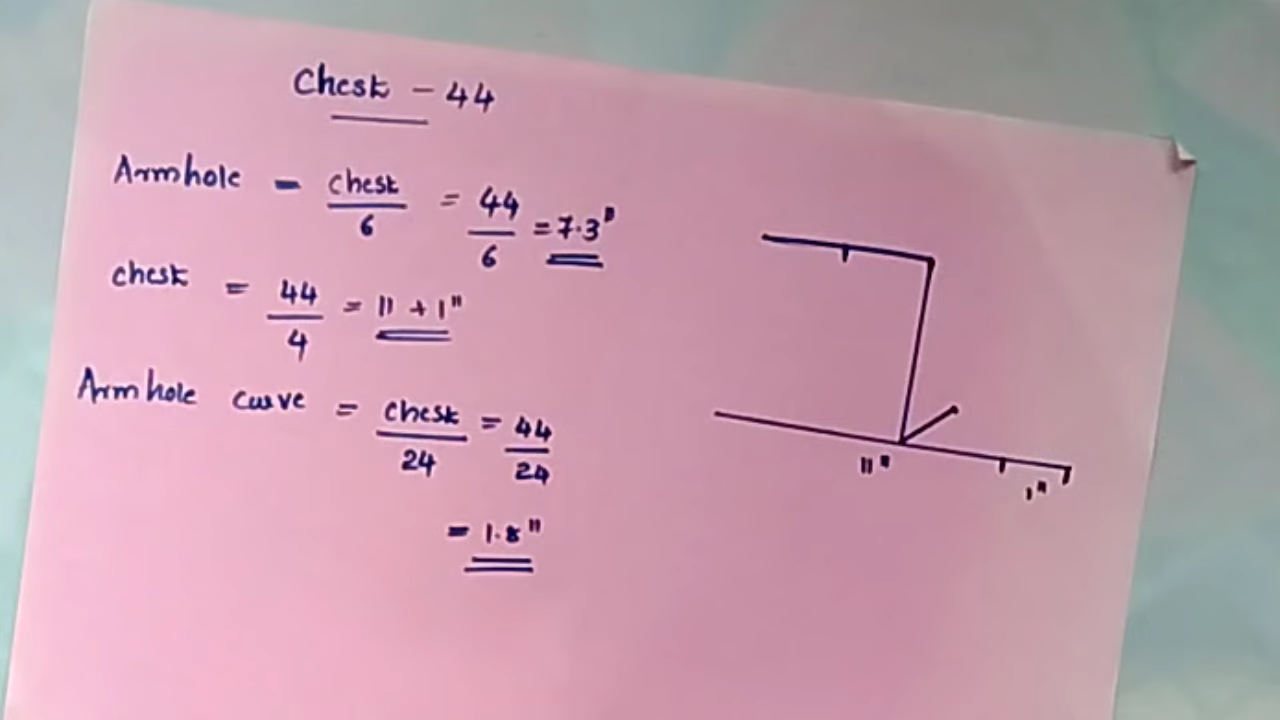 Chest - 44
Armhole - chest/6 = 44/6 = 7.3"
chest = 44/4 = 11 + 1"
Armhole curve = chest/24 = 44/24
= 1.8"
11"
1"